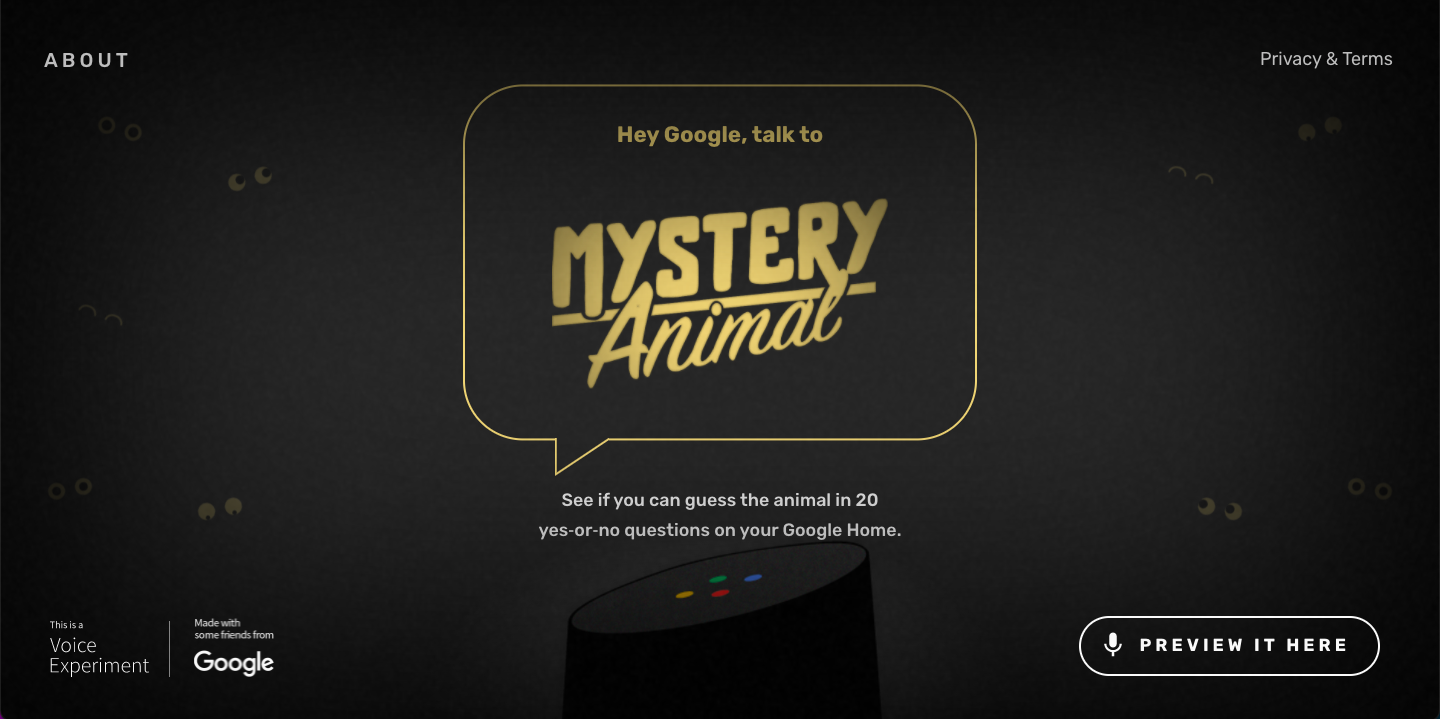 ABOUT
Privacy & Terms
Hey Google, talk to
MYSTERY
Animal
See if you can guess the animal in 20
yes-or-no questions on your Google Home.
This is a
Voice
Experiment
Made with
some friends from
Google
PREVIEW IT HERE